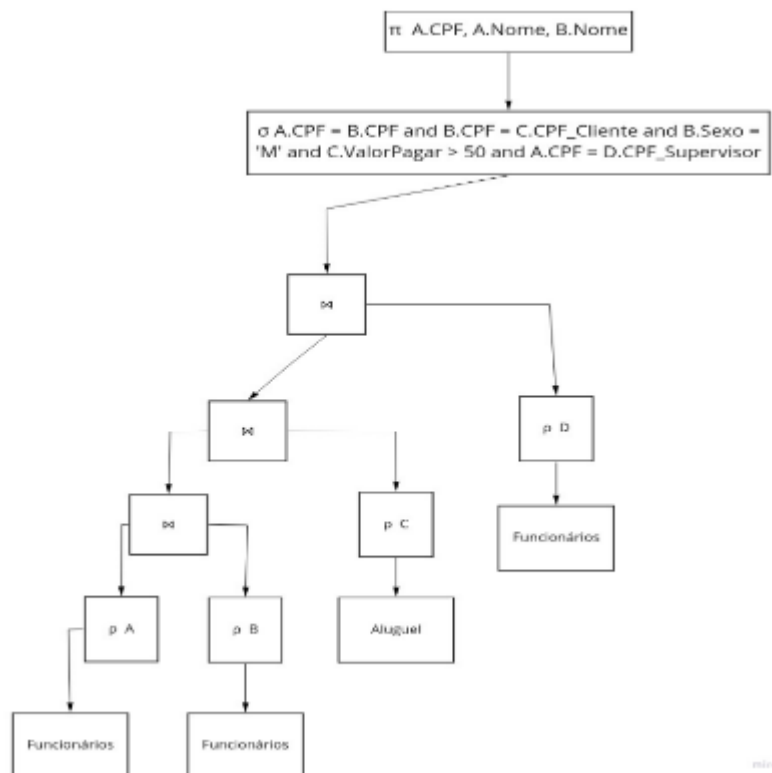 π A.CPF, A.Nome, B.Nome
σ A.CPF = B.CPF and B.CPF = C.CPF_Cliente and B.Sexo =
'M' and C.ValorPagar > 50 and A.CPF = D.CPF_Supervisor
⋈
⋈
ρ D
⋈
ρ C
Funcionários
ρ A
ρ B
Aluguel
Funcionários
Funcionários